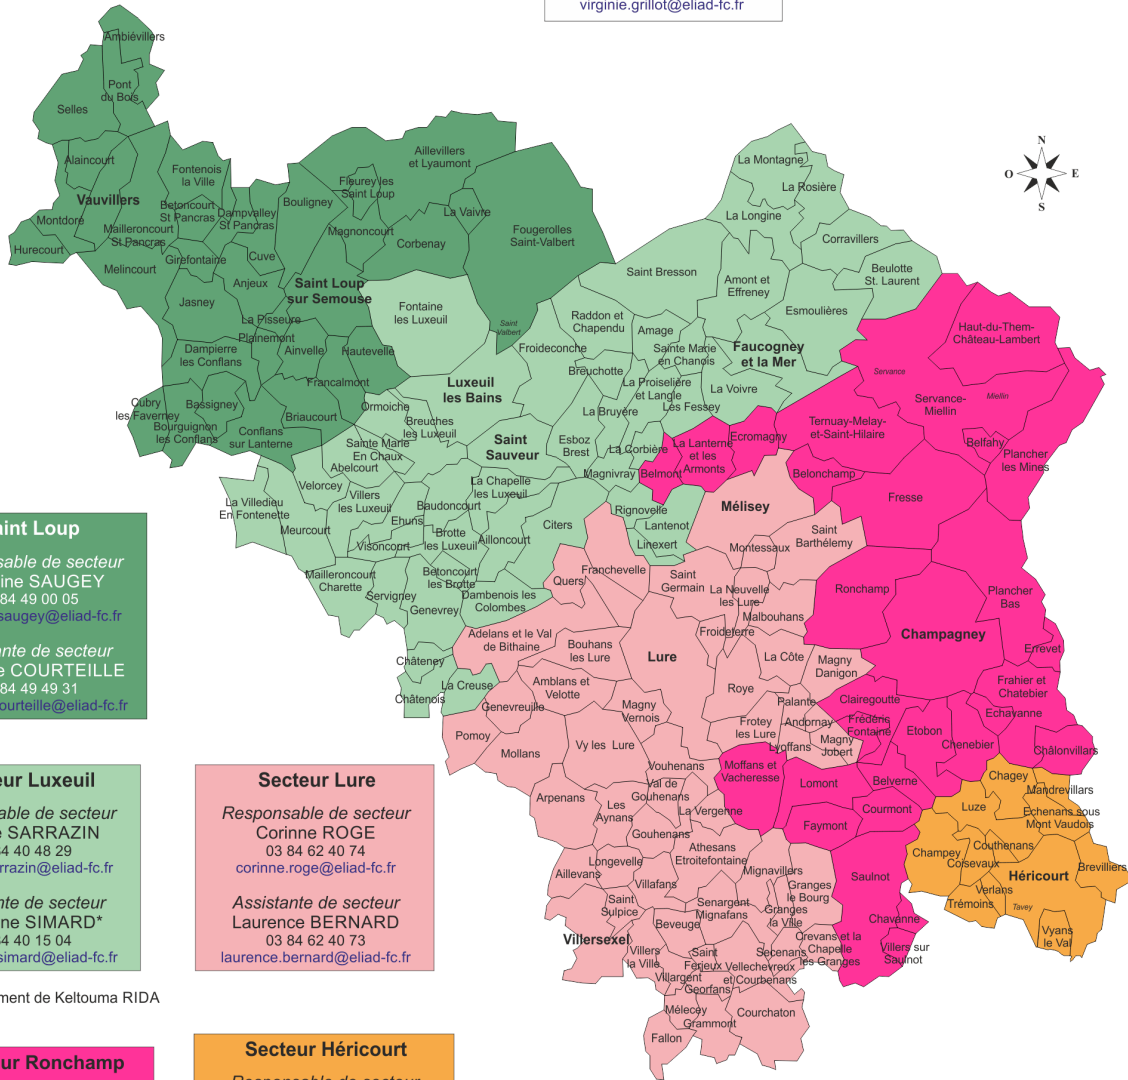 virginie.grillot@eliad-fc.fr
N
O
E
S
Ambiévillers
Pont
du Bois
Selles
Alaincourt
Vauvillers
Fontenois
la Ville
Betoncourt
St Pancras
Dampvalley
St Pancras
Montdoré
Mailleroncourt
St Pancras
Hurecourt
Melincourt
Girefontaine
Cuve
Anjeux
Jasney
La Pisseure
Plainemont
Dampierre
les Conflans
Ainvelle
Hautevelle
Francalmont
Cubry
les Faverney
Bassigney
Bourguignon
les Conflans
Briaucourt
Conflans
sur Lanterne
Bouligney
Fleurey les
Saint Loup
Aillevillers
et Lyaumont
La Vaivre
Magnoncourt
Corbenay
Fougerolles
Saint-Valbert
Saint Loup
sur Semouse
Saint
Valbert
Fontaine
les Luxeuil
La Montagne
La Rosière
La Longine
Corravillers
Saint Bresson
Amont et
Effreney
Beulotte
St. Laurent
Esmoulières
Raddon et
Chapendu
Amage
Froideconche
Sainte Marie
en Chanois
Faucogney
et la Mer
Breuchotte
La Proiselière
et Langle
La Voivre
Les Fessey
La Bruyère
Luxeuil
les Bains
Ormoiche
Breuches
les Luxeuil
Saint
Sauveur
Esboz
Brest
La Corbière
Magnivray
Sainte Marie
En Chaux
Abelcourt
La Chapelle
les Luxeuil
Velorcey
Villers
les Luxeuil
Baudoncourt
La Villedieu
En Fontenette
Meurcourt
Ehuns
Brotte
les Luxeuil
Visoncourt
Ailloncourt
Citers
Rignovelle
Lantenot
Linexert
Mailleroncourt
Charette
Betoncourt
les Brotte
Servigney
Genevrey
Dambenois les
Colombes
Châteney
Châtenois
La Creuse
Haut-du-Them-
Château-Lambert
Servance
Servance-
Miellin
Miellin
Ternuay-Melay-
et-Saint-Hilaire
Belfahy
Plancher
les Mines
La Lanterne
et les
Armonts
Ecromagny
Belmont
Belonchamp
Fresse
Ronchamp
Plancher
Bas
Champagney
Errevet
Frahier et
Chatebier
Clairegoutte
Echavanne
Frédéric
Fontaine
Etobon
Chenebier
Châlonvillars
Moffans et
Vacheresse
Lomont
Belverne
Courmont
Faymont
Saulnot
Chavanne
Villers sur
Saulnot
Mélisey
Saint
Barthélemy
Montessaux
Franchevelle
Quers
Saint
Germain
La Neuvelle
les Lure
Malbouhans
Froideterre
Adelans et le Val
de Bithaine
Bouhans
les Lure
Lure
La Côte
Magny
Danigon
Amblans et
Velotte
Roye
Palante
Genevreuille
Magny
Vernois
Frotey
les Lure
Andornay
Pomoy
Vy les Lure
Lyoffans
Magny
Jobert
Mollans
Vouhenans
Arpenans
Val de
Gouhenans
Les
Aynans
La Vergenne
Gouhenans
Athesans
Etroitefontaine
Longevelle
Aillevans
Mignavillers
Villafans
Granges
le Bourg
Saint
Sulpice
Senargent
Mignafans
Granges
la Ville
Beveuge
Villersexel
Crevans et la
Chapelle
les Granges
Villers
la Ville
Saint
Ferjeux
Secenans
Vellechevreux
et Courbenans
Villargent
Georfans
Mélecey
Grammont
Courchaton
Fallon
Chagey
Mandrevillars
Luze
Echenans sous
Mont Vaudois
Couthenans
Champey
Coisevaux
Héricourt
Brevilliers
Verlans
Trémoins
Tavey
Vyans
le Val
aint Loup
sable de secteur
ine SAUGEY
84 49 00 05
saugey@eliad-fc.fr
nte de secteur
e COURTEILLE
84 49 49 31
ourteille@eliad-fc.fr
eur Luxeuil
able de secteur
e SARRAZIN
4 40 48 29
rrazin@eliad-fc.fr
nte de secteur
ne SIMARD*
4 40 15 04
simard@eliad-fc.fr
ment de Keltouma RIDA
Secteur Lure
Responsable de secteur
Corinne ROGE
03 84 62 40 74
corinne.roge@eliad-fc.fr
Assistante de secteur
Laurence BERNARD
03 84 62 40 73
laurence.bernard@eliad-fc.fr
ur Ronchamp
Secteur Héricourt